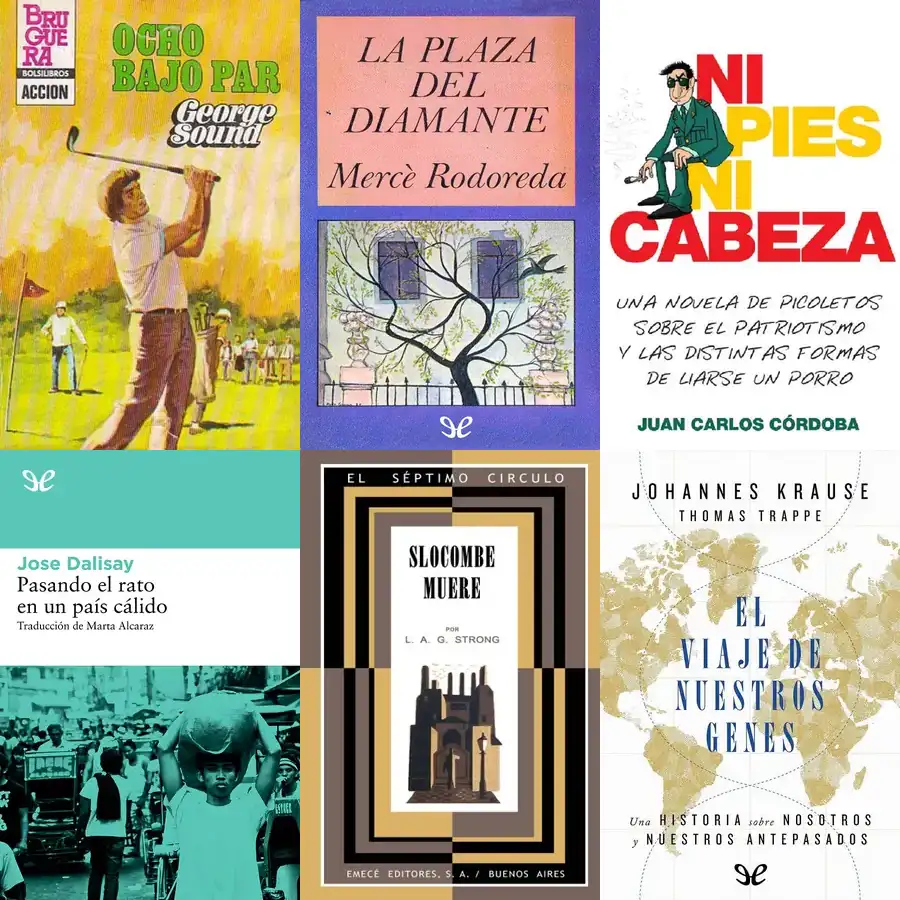 BRU
GUE
RA
BOLSILIBROS
ACCION
OCHO
BAJO PAR
George
Sound
LA PLAZA
DEL
DIAMANTE
Mercè Rodoreda
NI
PIES
NI
CABEZA
UNA NOVELA DE PICOLETOS
SOBRE EL PATRIOTISMO
Y LAS DISTINTAS FORMAS
DE LIARSE UN PORRO
JUAN CARLOS CÓRDOBA
Jose Dalisay
Pasando el rato
en un país cálido
Traducción de Marta Alcaraz
EL SÉPTIMO CIRCULO
SLOCOMBE
MUERE
POR
L. A. G. STRONG
EMECÉ EDITORES, S. A. / BUENOS AIRES
JOHANNES KRAUSE
THOMAS TRAPPE
EL
VIAJE DE
NUESTROS
GENES
Una HISTORIA sobre NOSOTROS
y NUESTROS ANTEPASADOS